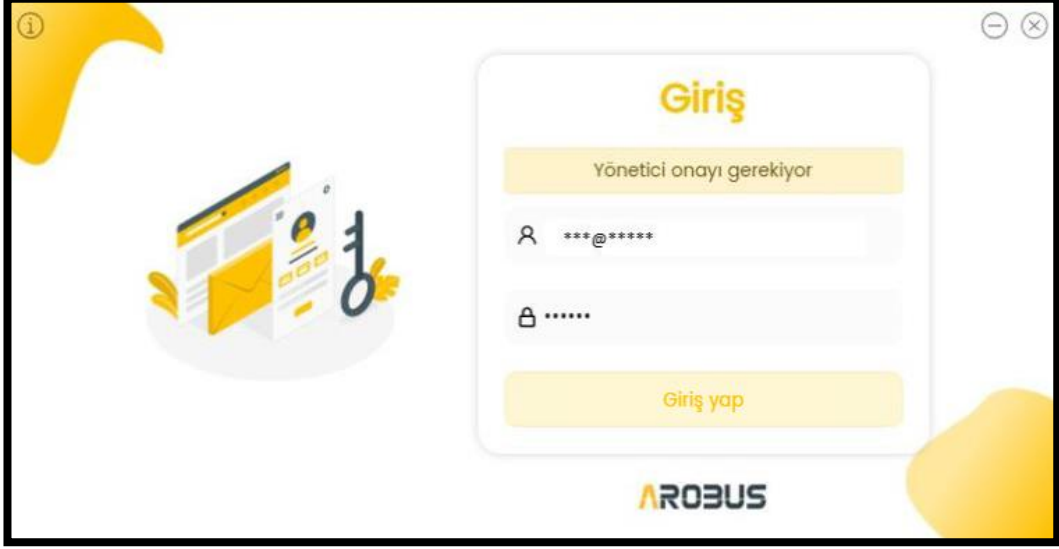 Giriş
Yönetici onayı gerekiyor
***@*****
••••••
Giriş yap
AROBUS